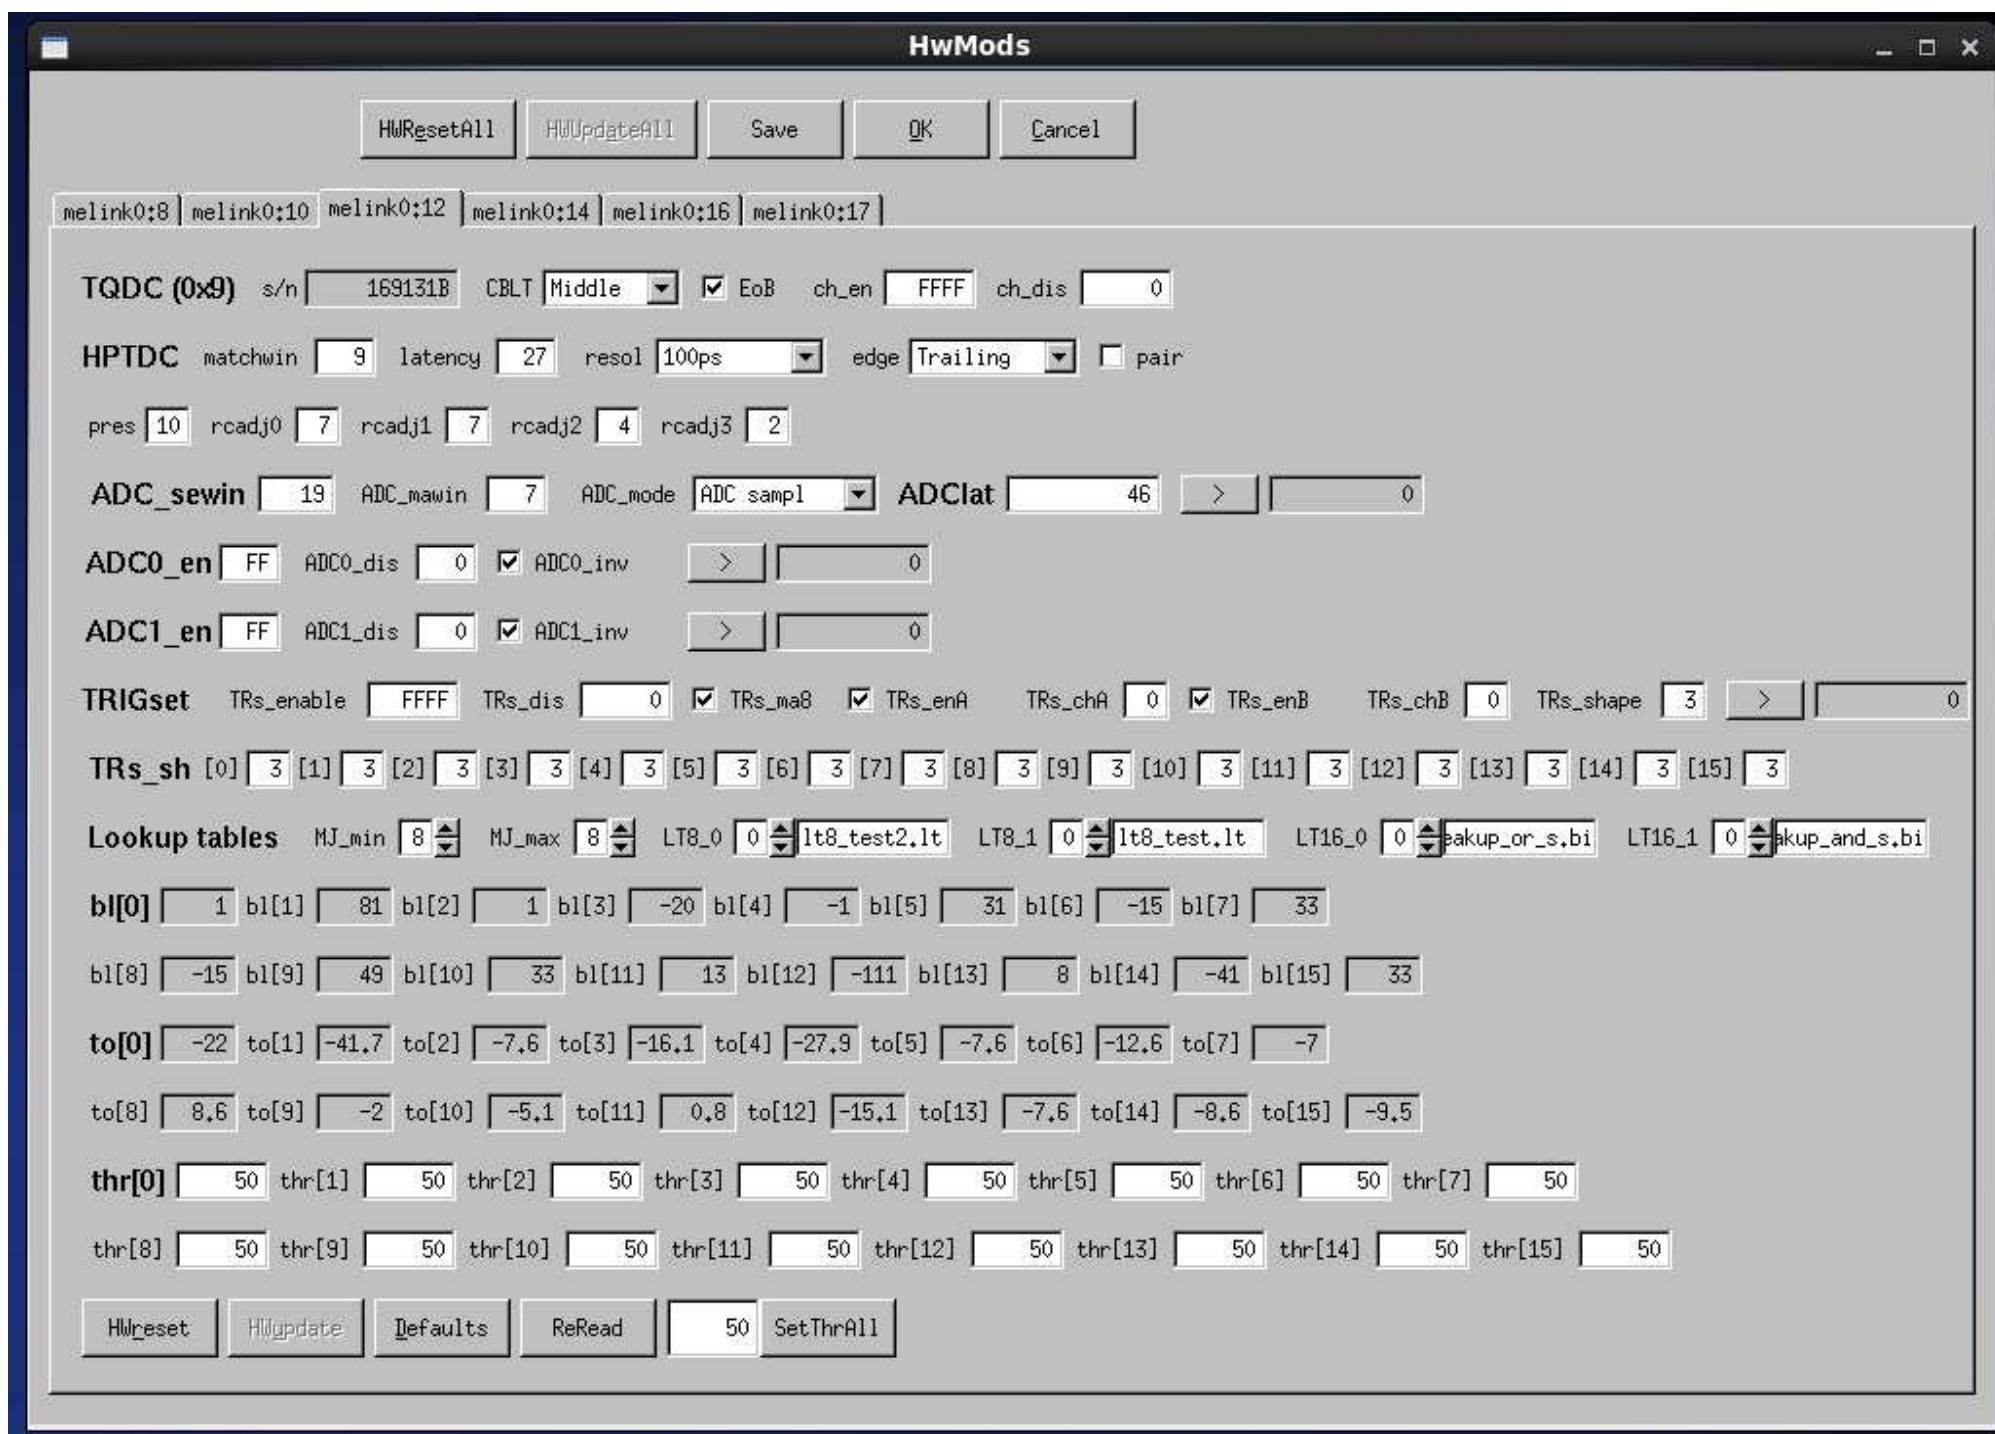 HwMods
HWResetAll HWUpdateAll Save OK Cancel
melink0:8 melink0:10 melink0:12 melink0:14 melink0:16 melink0:17
TQDC (0x9) s/n 169131B CBLT Middle EoB ch_en FFFF ch_dis 0
HPTDC matchwin 9 latency 27 resol 100ps edge Trailing pair
pres 10 rcadj0 7 rcadj1 7 rcadj2 4 rcadj3 2
ADC_sewin 19 ADC_mawin 7 ADC_mode ADC sampl ADClat 46 > 0
ADC0_en FF ADC0_dis 0 ADC0_inv > 0
ADC1_en FF ADC1_dis 0 ADC1_inv > 0
TRIGset TRs_enable FFFF TRs_dis 0 TRs_ma8 TRs_enA TRs_chA 0 TRs_enB TRs_chB 0 TRs_shape 3 > 0
TRs_sh [0] 3 [1] 3 [2] 3 [3] 3 [4] 3 [5] 3 [6] 3 [7] 3 [8] 3 [9] 3 [10] 3 [11] 3 [12] 3 [13] 3 [14] 3 [15] 3
Lookup tables MJ_min 8 MJ_max 8 LT8_0 0 lt8_test2.lt LT8_1 0 lt8_test.lt LT16_0 0 eakup_or_s.bi LT16_1 0 akup_and_s.bi
bl[0] 1 bl[1] 81 bl[2] 1 bl[3] -20 bl[4] -1 bl[5] 31 bl[6] -15 bl[7] 33
bl[8] -15 bl[9] 49 bl[10] 33 bl[11] 13 bl[12] -111 bl[13] 8 bl[14] -41 bl[15] 33
to[0] -22 to[1] -41.7 to[2] -7.6 to[3] -16.1 to[4] -27.9 to[5] -7.6 to[6] -12.6 to[7] -7
to[8] 8.6 to[9] -2 to[10] -5.1 to[11] 0.8 to[12] -15.1 to[13] -7.6 to[14] -8.6 to[15] -9.5
thr[0] 50 thr[1] 50 thr[2] 50 thr[3] 50 thr[4] 50 thr[5] 50 thr[6] 50 thr[7] 50
thr[8] 50 thr[9] 50 thr[10] 50 thr[11] 50 thr[12] 50 thr[13] 50 thr[14] 50 thr[15] 50
HWreset HWupdate Defaults ReRead 50 SetThrAll